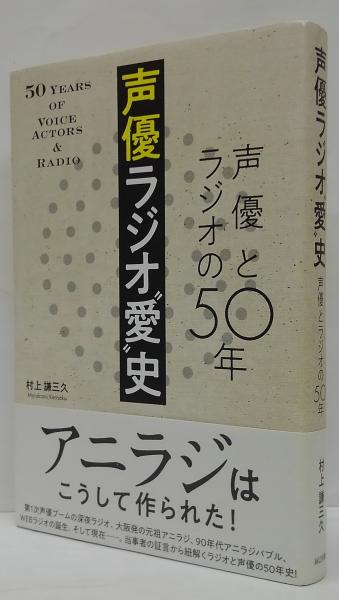 50 YEARS
OF
VOICE
ACTORS
&
RADIO
声優ラジオ“愛”史
声優と
ラジオの
50年
村上 謙三久
Murakami Kensaku
アニラジは
こうして作られた!
第1次声優ブームの深夜ラジオ、大阪発の元祖アニラジ、90年代アニラジバブル、
WEBラジオの誕生。そして現在――。当事者の証言から紐解くラジオと声優の50年史!
声優ラジオ“愛”史
声優とラジオの50年
村上 謙三久